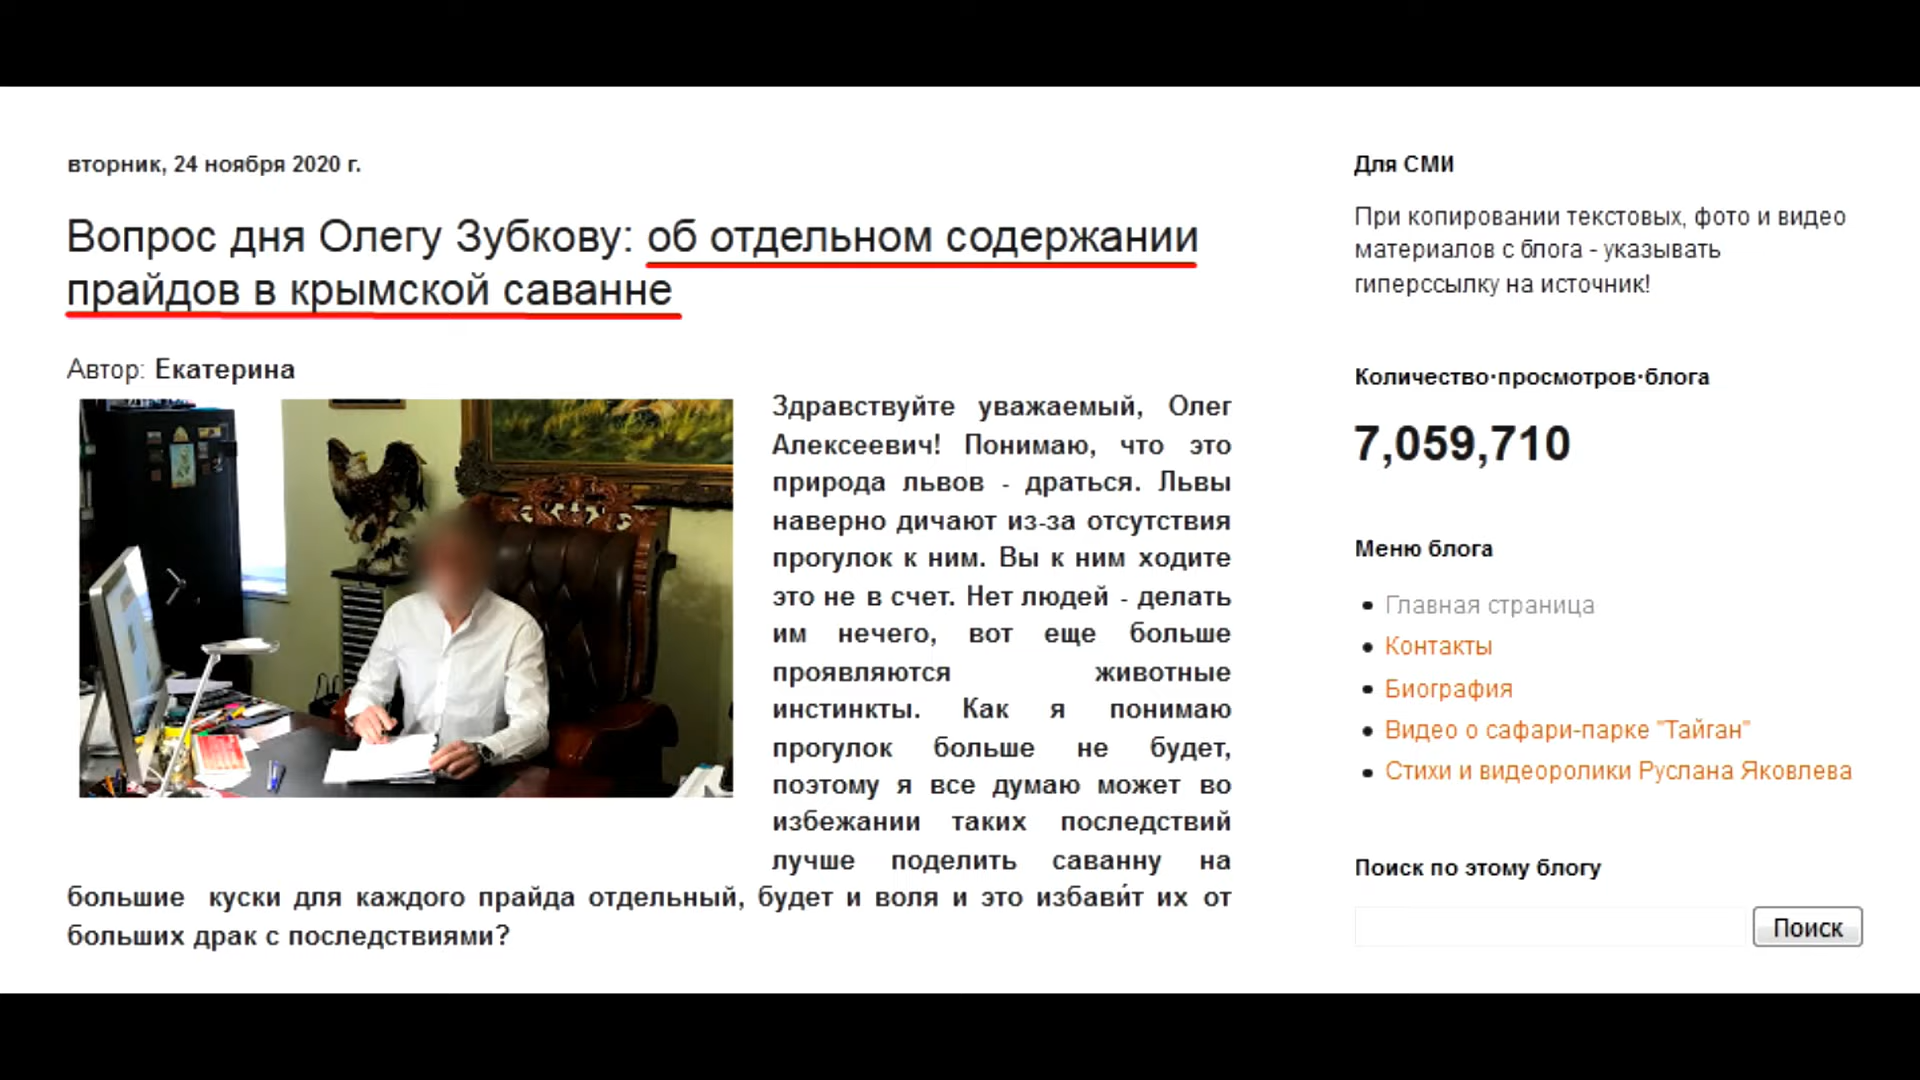 вторник, 24 ноября 2020 г.
Вопрос дня Олегу Зубкову: об отдельном содержании
прайдов в крымской саванне
Автор: Екатерина
Здравствуйте уважаемый, Олег
Алексеевич! Понимаю, что это
природа львов - драться. Львы
наверно дичают из-за отсутствия
прогулок к ним. Вы к ним ходите
это не в счет. Нет людей - делать
им нечего, вот еще больше
проявляются животные
инстинкты. Как я понимаю
прогулок больше не будет,
поэтому я все думаю может во
избежании таких последствий
лучше поделить саванну на
большие куски для каждого прайда отдельный, будет и воля и это избави́т их от
больших драк с последствиями?
Для СМИ
При копировании текстовых, фото и видео
материалов с блога - указывать
гиперссылку на источник!
Количество·просмотров·блога
7,059,710
Меню блога
Главная страница
Контакты
Биография
Видео о сафари-парке "Тайган"
Стихи и видеоролики Руслана Яковлева
Поиск по этому блогу
Поиск